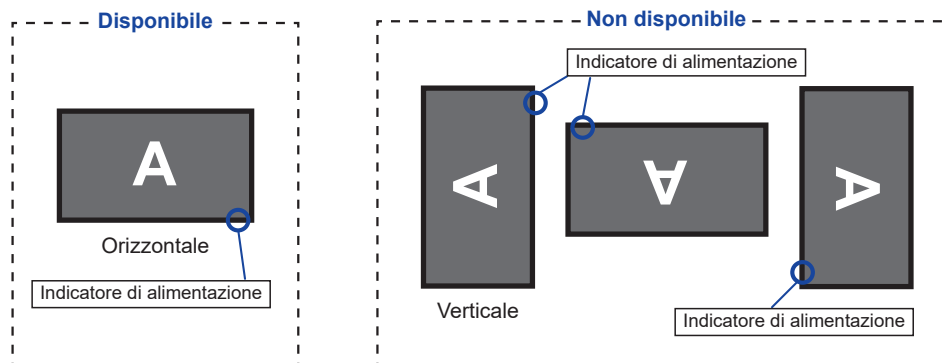 Disponibile
A
Orizzontale
Indicatore di alimentazione
Non disponibile
Indicatore di alimentazione
A
A
A
Verticale
Indicatore di alimentazione